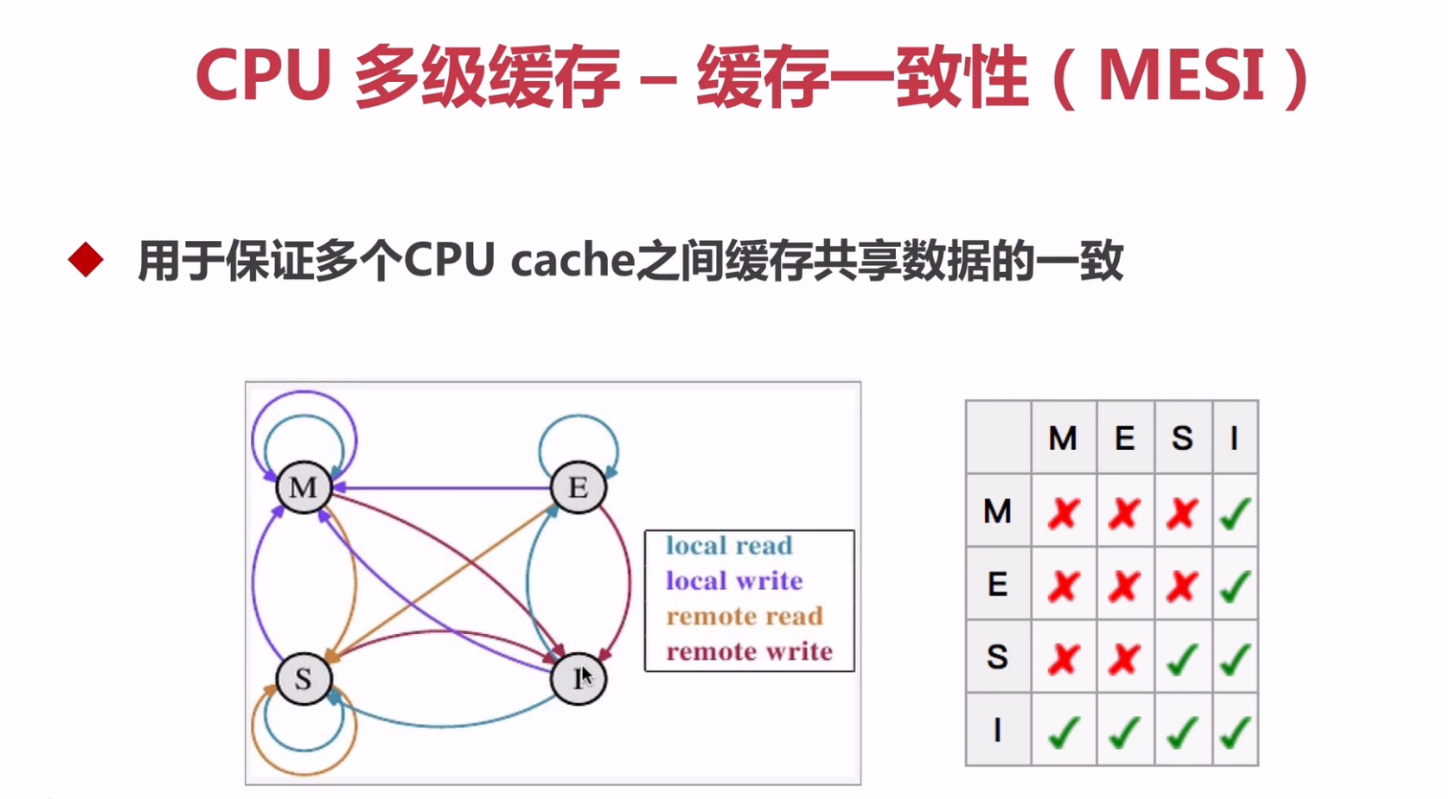 CPU 多级缓存 – 缓存一致性（MESI）
用于保证多个CPU cache之间缓存共享数据的一致
M
E
S
I
local read
local write
remote read
remote write
M E S I
M ✘ ✘ ✘ ✓
E ✘ ✘ ✘ ✓
S ✘ ✘ ✓ ✓
I ✓ ✓ ✓ ✓